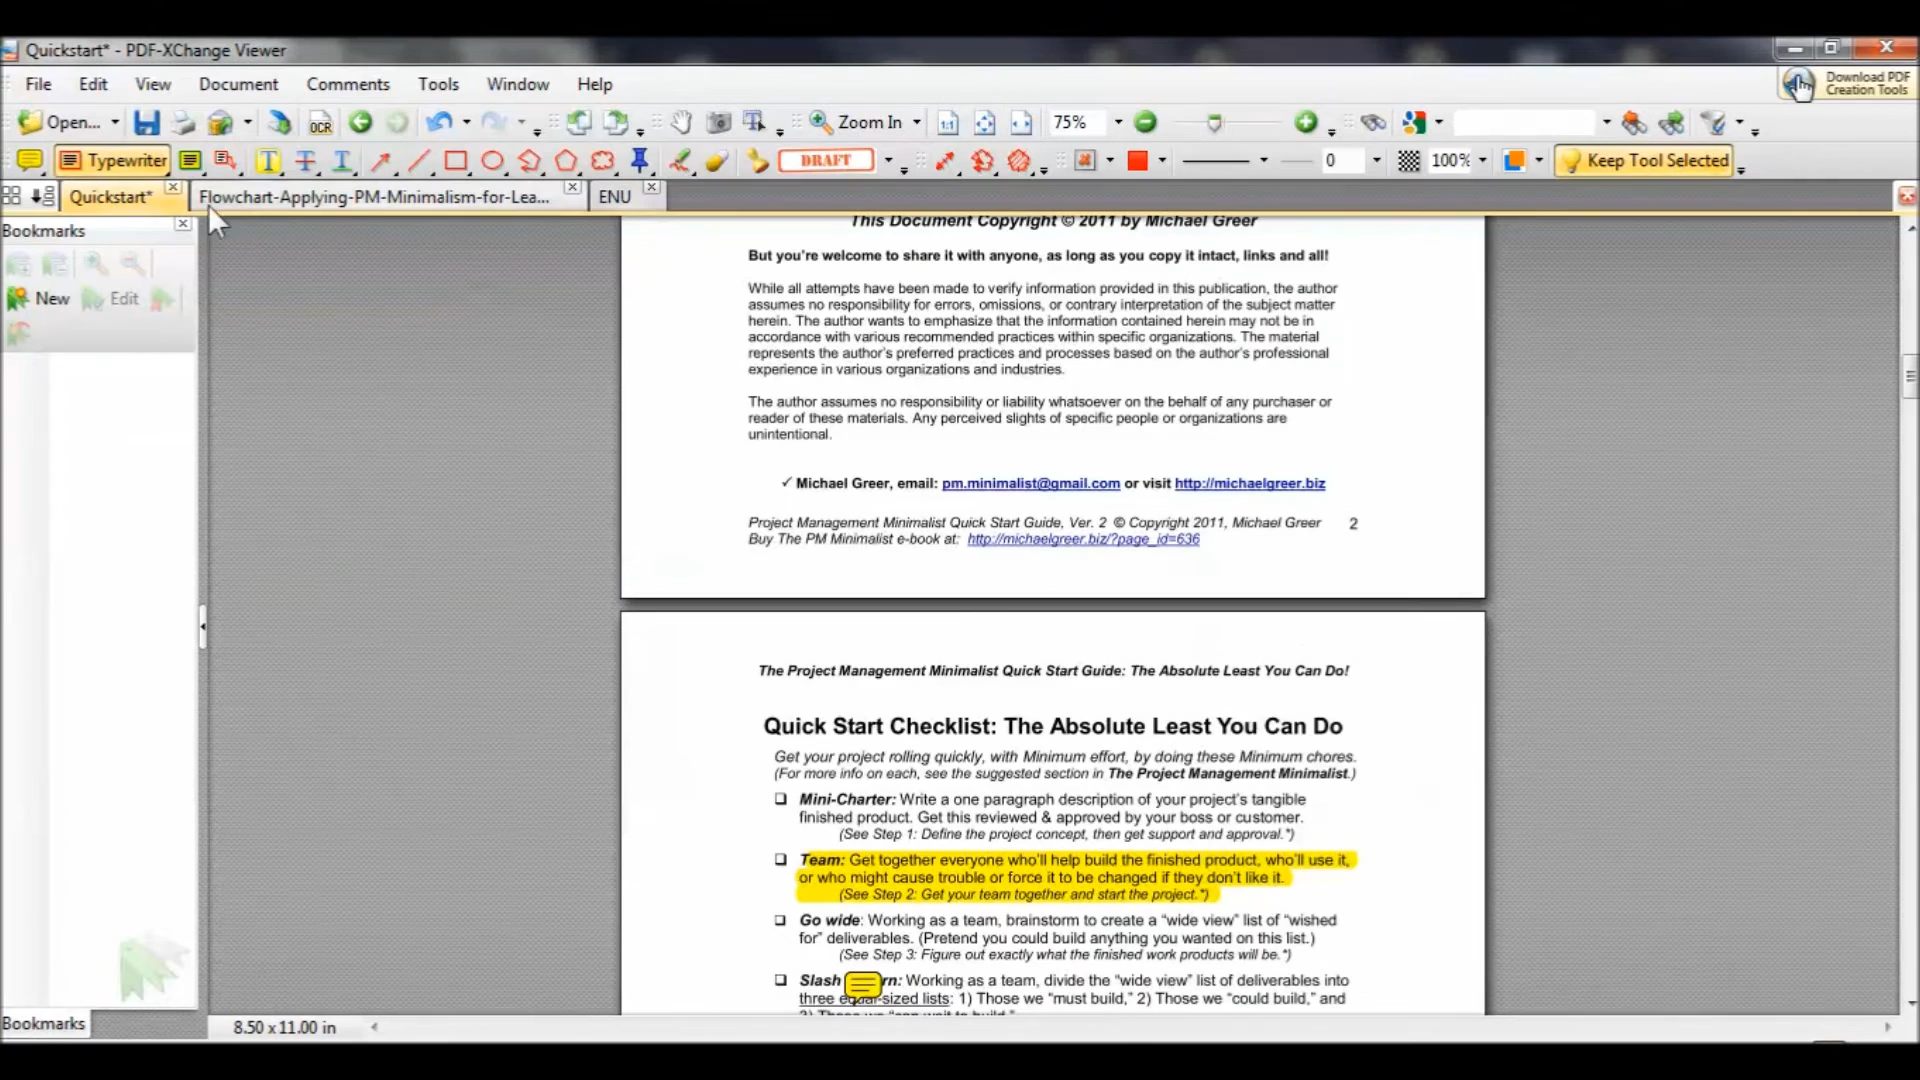 Quickstart* - PDF-XChange Viewer
File Edit View Document Comments Tools Window Help
Download PDF
Creation Tools
Open... OCR Zoom In 75%
Typewriter DRAFT 0 100% Keep Tool Selected
Quickstart* Flowchart-Applying-PM-Minimalism-for-Lea... ENU
Bookmarks
New Edit
This Document Copyright © 2011 by Michael Greer
But you're welcome to share it with anyone, as long as you copy it intact, links and all!
While all attempts have been made to verify information provided in this publication, the author
assumes no responsibility for errors, omissions, or contrary interpretation of the subject matter
herein. The author wants to emphasize that the information contained herein may not be in
accordance with various recommended practices within specific organizations. The material
represents the author's preferred practices and processes based on the author's professional
experience in various organizations and industries.
The author assumes no responsibility or liability whatsoever on the behalf of any purchaser or
reader of these materials. Any perceived slights of specific people or organizations are
unintentional.
✓ Michael Greer, email: pm.minimalist@gmail.com or visit http://michaelgreer.biz
Project Management Minimalist Quick Start Guide, Ver. 2 © Copyright 2011, Michael Greer 2
Buy The PM Minimalist e-book at: http://michaelgreer.biz/?page_id=636
The Project Management Minimalist Quick Start Guide: The Absolute Least You Can Do!
Quick Start Checklist: The Absolute Least You Can Do
Get your project rolling quickly, with Minimum effort, by doing these Minimum chores.
(For more info on each, see the suggested section in The Project Management Minimalist.)
❑ Mini-Charter: Write a one paragraph description of your project's tangible
finished product. Get this reviewed & approved by your boss or customer.
(See Step 1: Define the project concept, then get support and approval.*)
❑ Team: Get together everyone who'll help build the finished product, who'll use it,
or who might cause trouble or force it to be changed if they don't like it.
(See Step 2: Get your team together and start the project.*)
❑ Go wide: Working as a team, brainstorm to create a “wide view” list of “wished
for” deliverables. (Pretend you could build anything you wanted on this list.)
(See Step 3: Figure out exactly what the finished work products will be.*)
❑ Slash rn: Working as a team, divide the “wide view” list of deliverables into
three equal-sized lists: 1) Those we “must build,” 2) Those we “could build,” and
3) Those we “can wait to build.”
Bookmarks 8.50 x 11.00 in